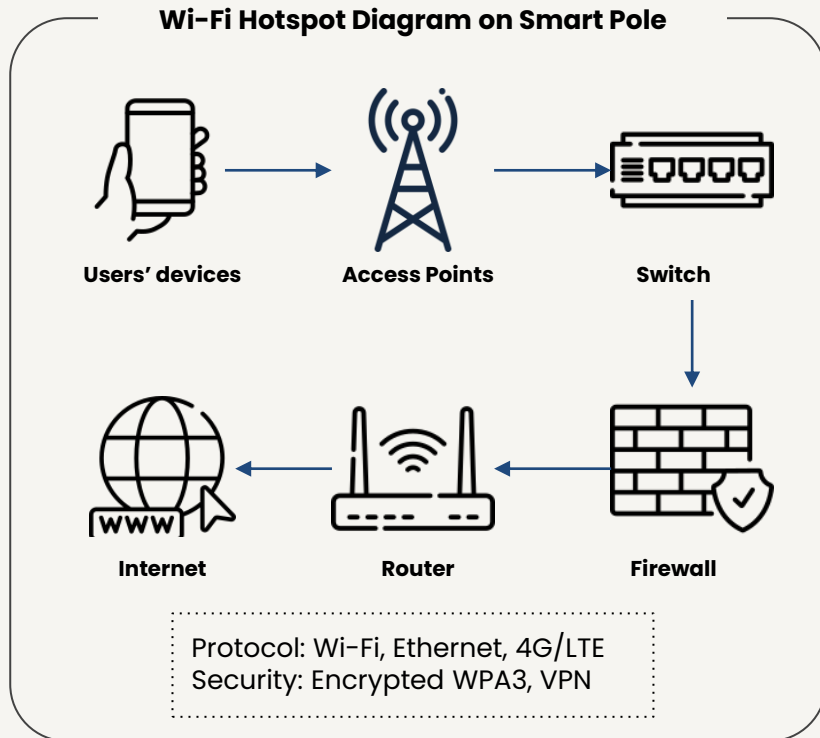 Wi-Fi Hotspot Diagram on Smart Pole
Users’ devices
Access Points
Switch
WWW
Internet
Router
Firewall
Protocol: Wi-Fi, Ethernet, 4G/LTE
Security: Encrypted WPA3, VPN